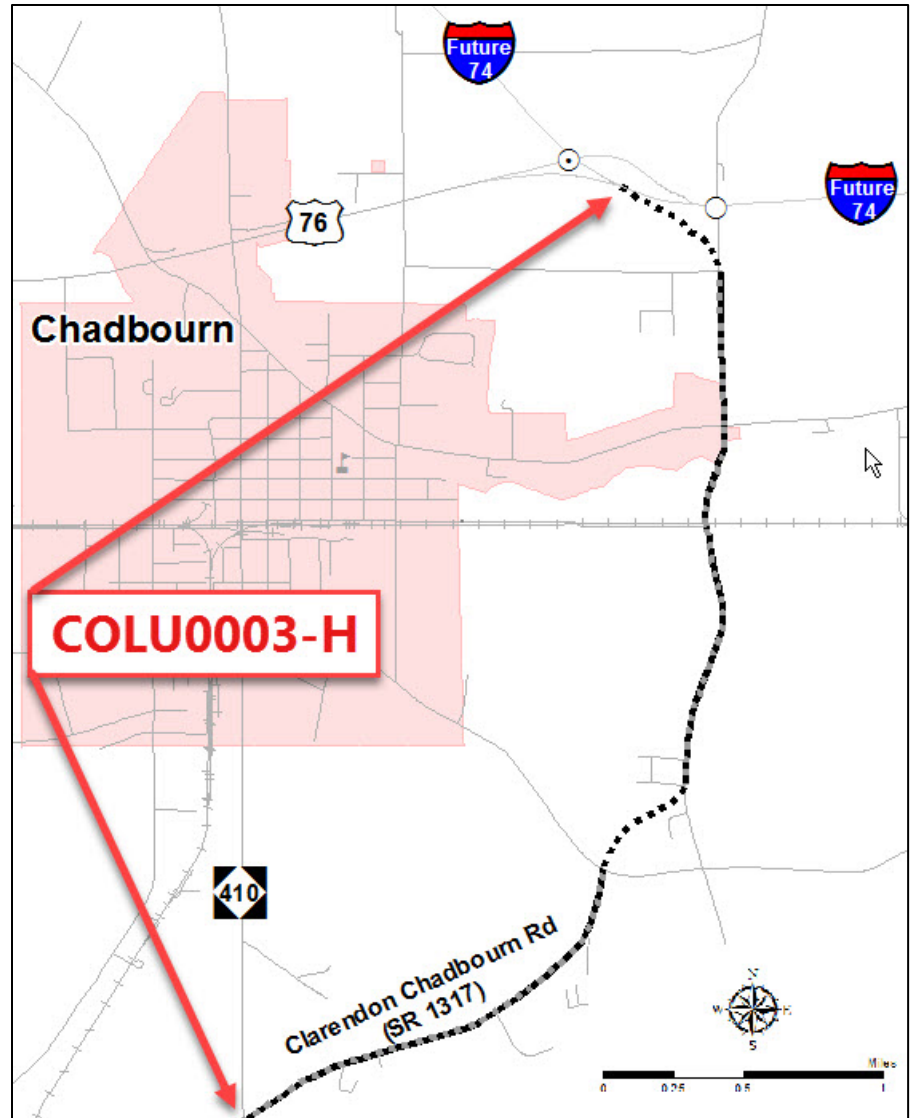 Future
74
Future
74
76
Chadbourn
COLU0003-H
410
Clarendon Chadbourn Rd
(SR 1317)
N
W
E
S
Miles
0
0.25
0.5
1